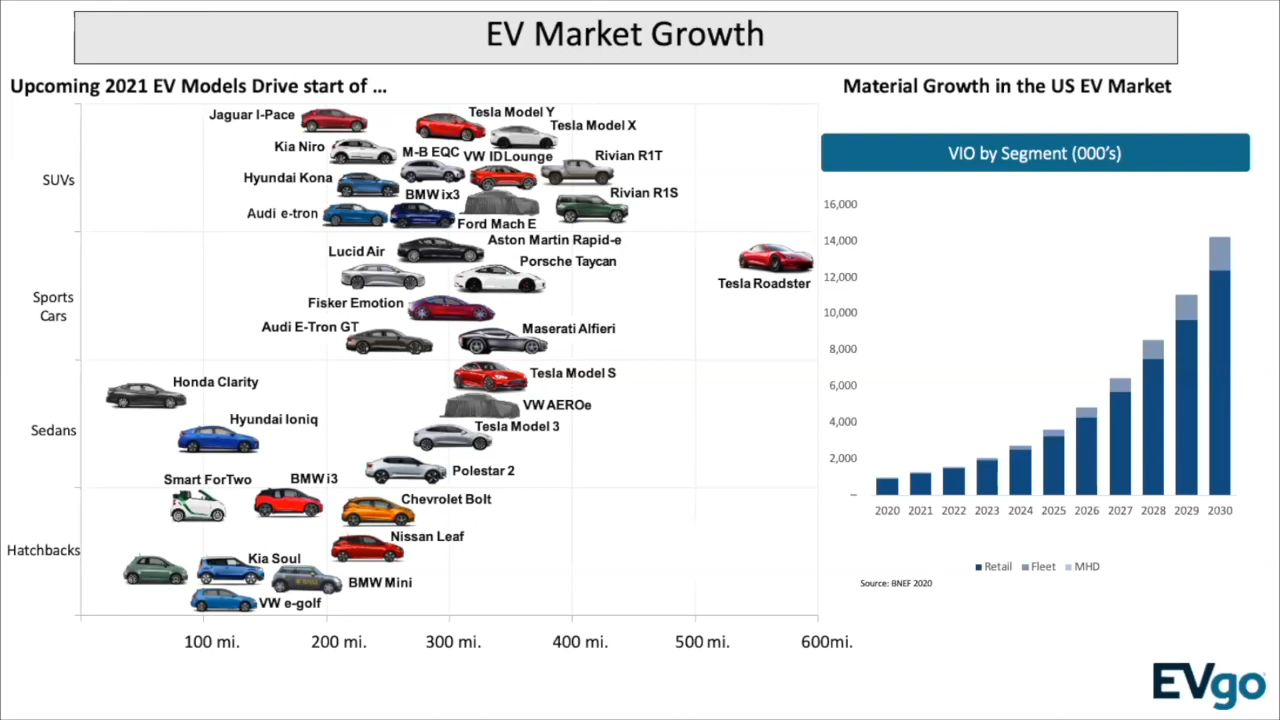 EV Market Growth
Upcoming 2021 EV Models Drive start of ...
SUVs
Jaguar I-Pace
Tesla Model Y
Tesla Model X
Kia Niro
M-B EQC
VW IDLounge
Rivian R1T
Hyundai Kona
BMW ix3
Rivian R1S
Audi e-tron
Ford Mach E
Sports
Cars
Lucid Air
Aston Martin Rapid-e
Porsche Taycan
Tesla Roadster
Fisker Emotion
Audi E-Tron GT
Maserati Alfieri
Sedans
Honda Clarity
Tesla Model S
VW AEROe
Hyundai Ioniq
Tesla Model 3
Polestar 2
Hatchbacks
Smart ForTwo
BMW i3
Chevrolet Bolt
Nissan Leaf
Kia Soul
BMW Mini
VW e-golf
100 mi.
200 mi.
300 mi.
400 mi.
500 mi.
600mi.
Material Growth in the US EV Market
VIO by Segment (000's)
16,000
14,000
12,000
10,000
8,000
6,000
4,000
2,000
–
2020 2021 2022 2023 2024 2025 2026 2027 2028 2029 2030
Retail Fleet MHD
Source: BNEF 2020
EVgo